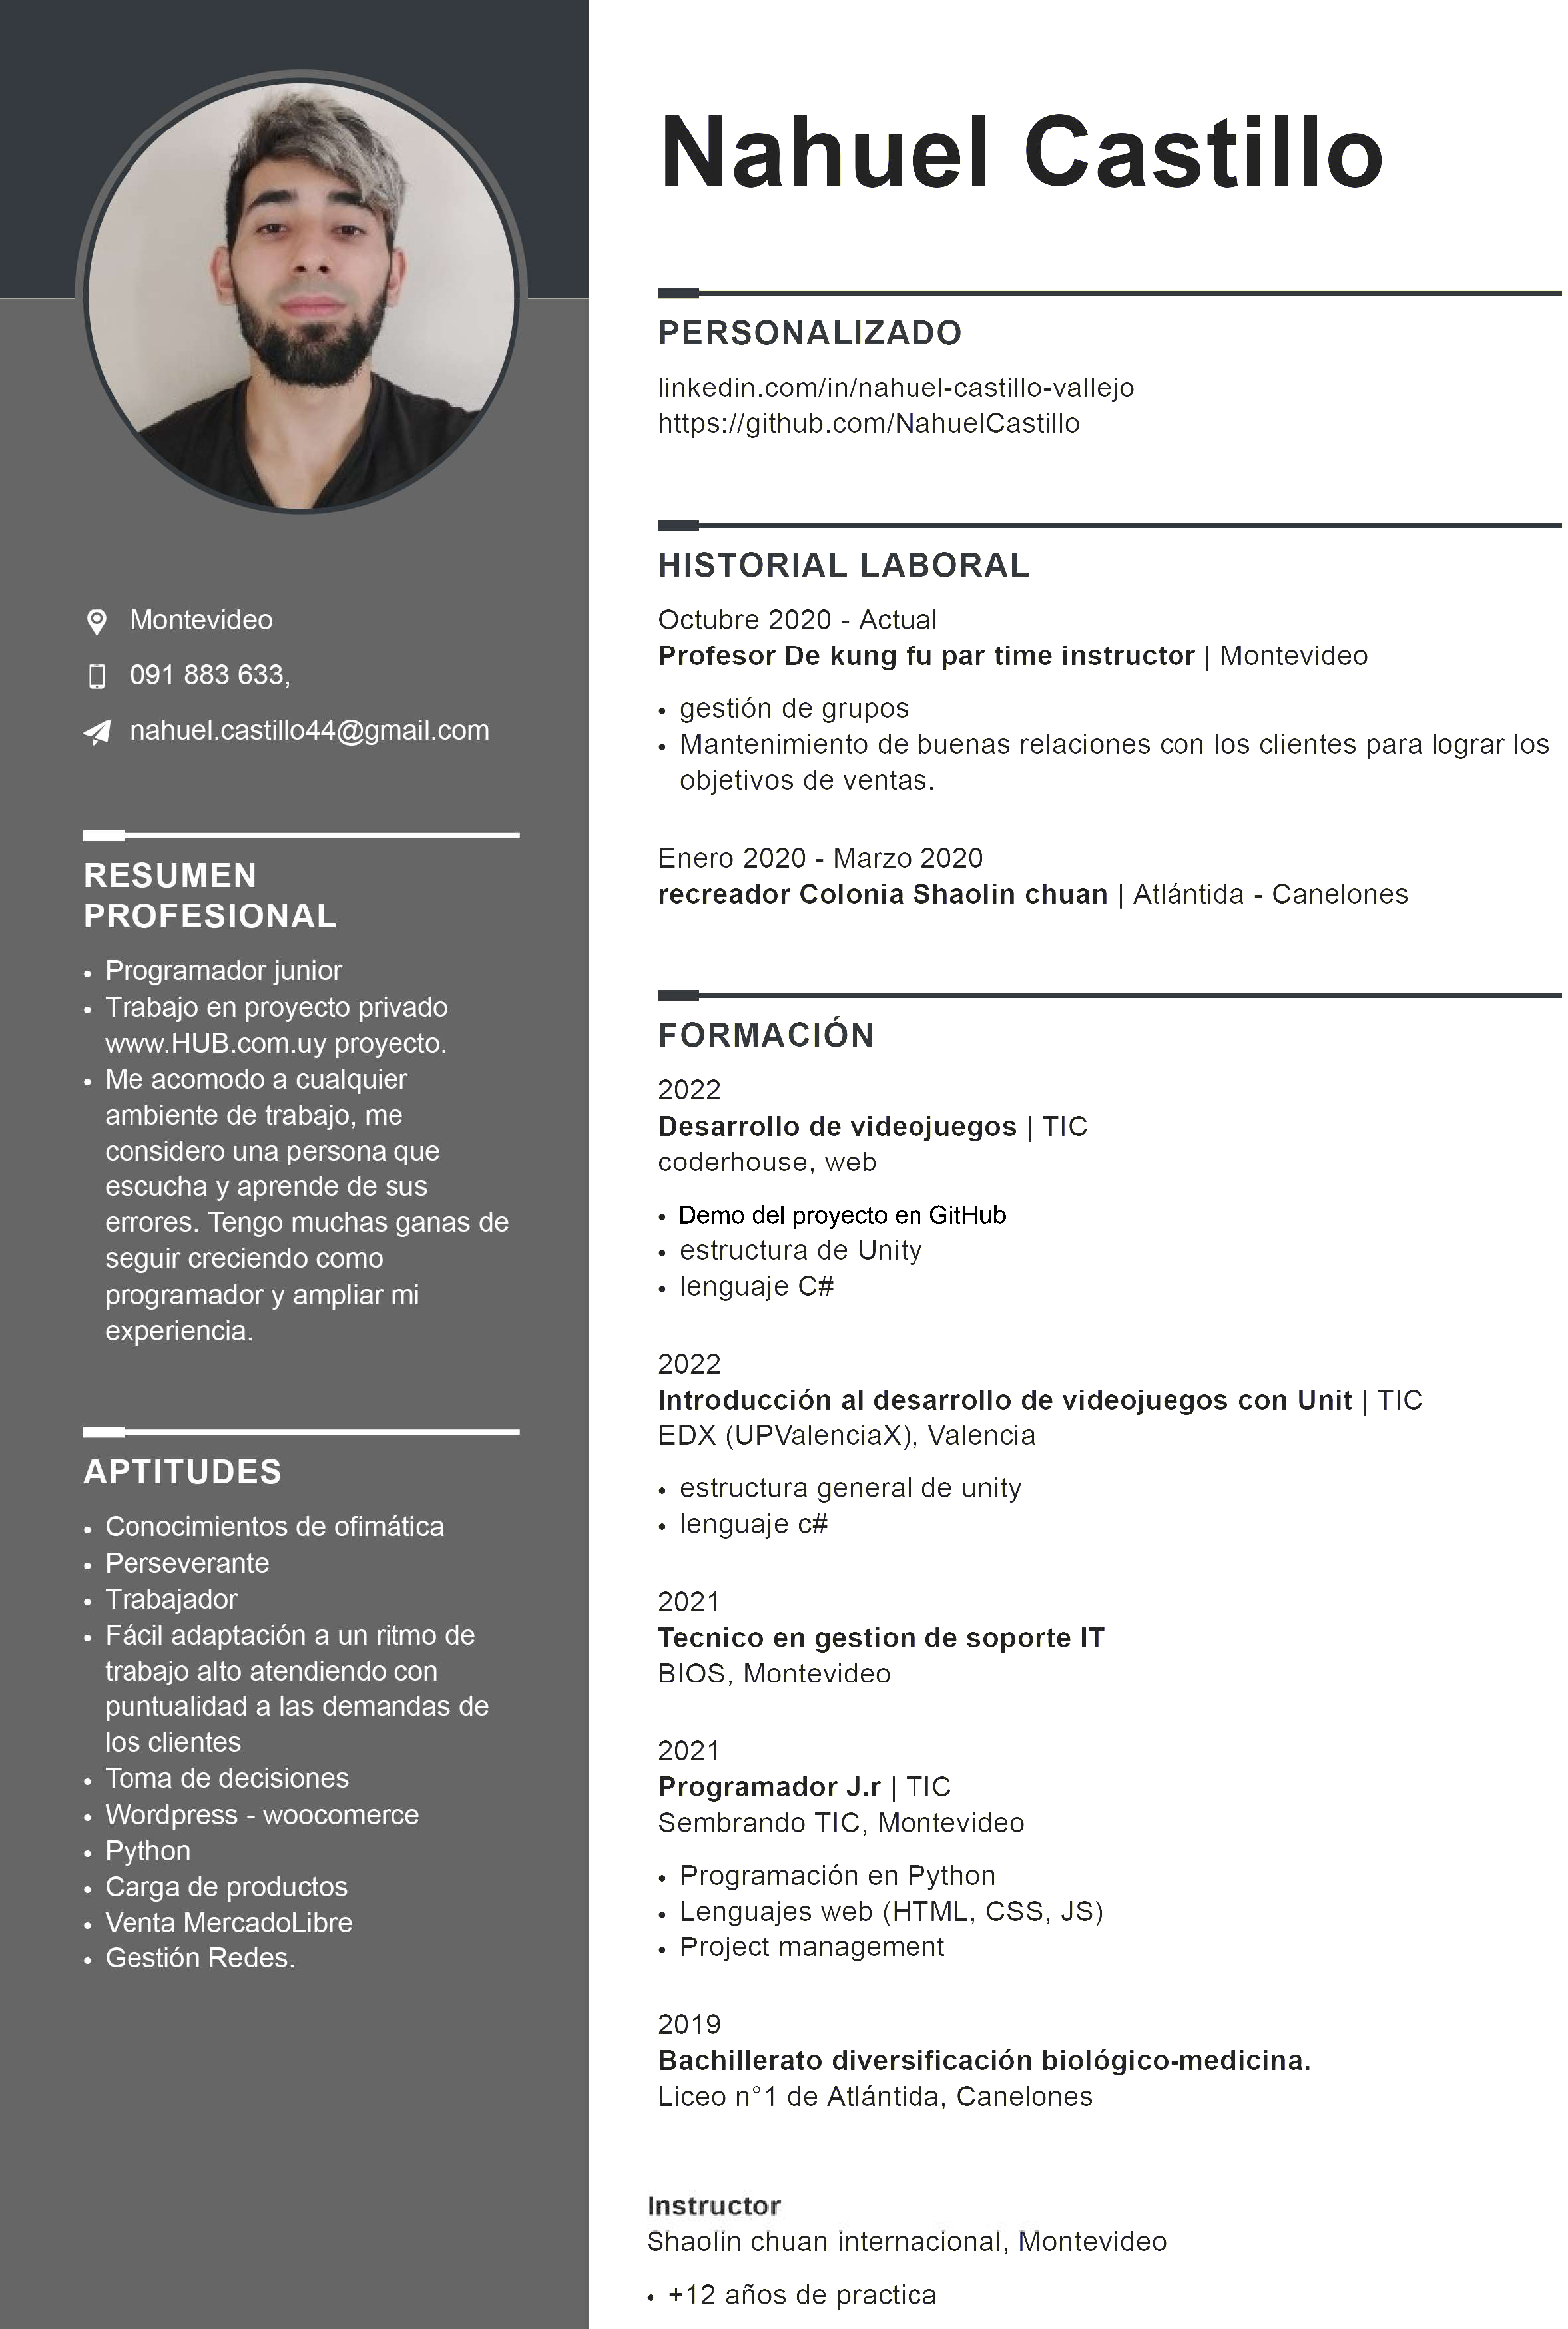 Nahuel Castillo
Montevideo
091 883 633,
nahuel.castillo44@gmail.com
RESUMEN
PROFESIONAL
• Programador junior
• Trabajo en proyecto privado
www.HUB.com.uy proyecto.
• Me acomodo a cualquier
ambiente de trabajo, me
considero una persona que
escucha y aprende de sus
errores. Tengo muchas ganas de
seguir creciendo como
programador y ampliar mi
experiencia.
APTITUDES
• Conocimientos de ofimática
• Perseverante
• Trabajador
• Fácil adaptación a un ritmo de
trabajo alto atendiendo con
puntualidad a las demandas de
los clientes
• Toma de decisiones
• Wordpress - woocomerce
• Python
• Carga de productos
• Venta MercadoLibre
• Gestión Redes.
PERSONALIZADO
linkedin.com/in/nahuel-castillo-vallejo
https://github.com/NahuelCastillo
HISTORIAL LABORAL
Octubre 2020 - Actual
Profesor De kung fu par time instructor | Montevideo
• gestión de grupos
• Mantenimiento de buenas relaciones con los clientes para lograr los
objetivos de ventas.
Enero 2020 - Marzo 2020
recreador Colonia Shaolin chuan | Atlántida - Canelones
FORMACIÓN
2022
Desarrollo de videojuegos | TIC
coderhouse, web
• Demo del proyecto en GitHub
• estructura de Unity
• lenguaje C#
2022
Introducción al desarrollo de videojuegos con Unit | TIC
EDX (UPValenciaX), Valencia
• estructura general de unity
• lenguaje c#
2021
Tecnico en gestion de soporte IT
BIOS, Montevideo
2021
Programador J.r | TIC
Sembrando TIC, Montevideo
• Programación en Python
• Lenguajes web (HTML, CSS, JS)
• Project management
2019
Bachillerato diversificación biológico-medicina.
Liceo n°1 de Atlántida, Canelones
Instructor
Shaolin chuan internacional, Montevideo
• +12 años de practica